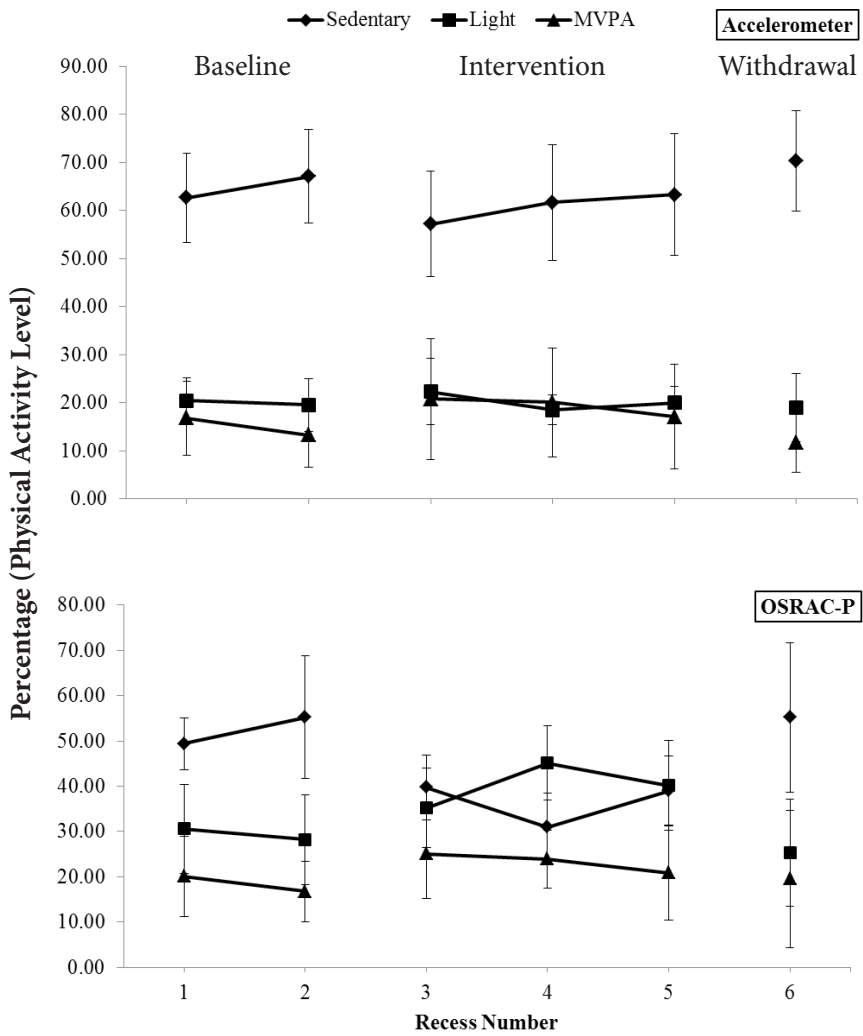 Sedentary Light MVPA
Accelerometer
Baseline Intervention Withdrawal
90.00
80.00
70.00
60.00
50.00
40.00
30.00
20.00
10.00
0.00
Percentage (Physical Activity Level)
OSRAC-P
80.00
70.00
60.00
50.00
40.00
30.00
20.00
10.00
0.00
1 2 3 4 5 6
Recess Number